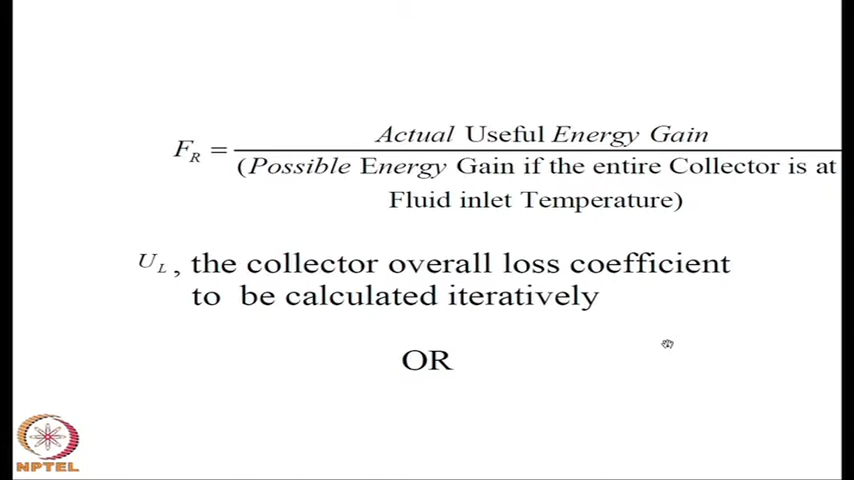 F_R = Actual Useful Energy Gain
(Possible Energy Gain if the entire Collector is at
Fluid inlet Temperature)
U_L, the collector overall loss coefficient
to be calculated iteratively
OR
NPTEL